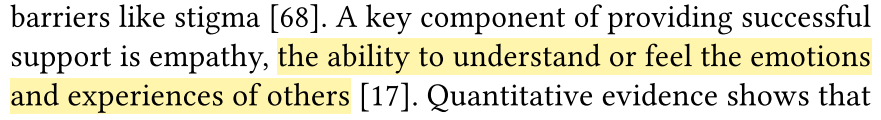 barriers like stigma [68]. A key component of providing successful
support is empathy, the ability to understand or feel the emotions
and experiences of others [17]. Quantitative evidence shows that